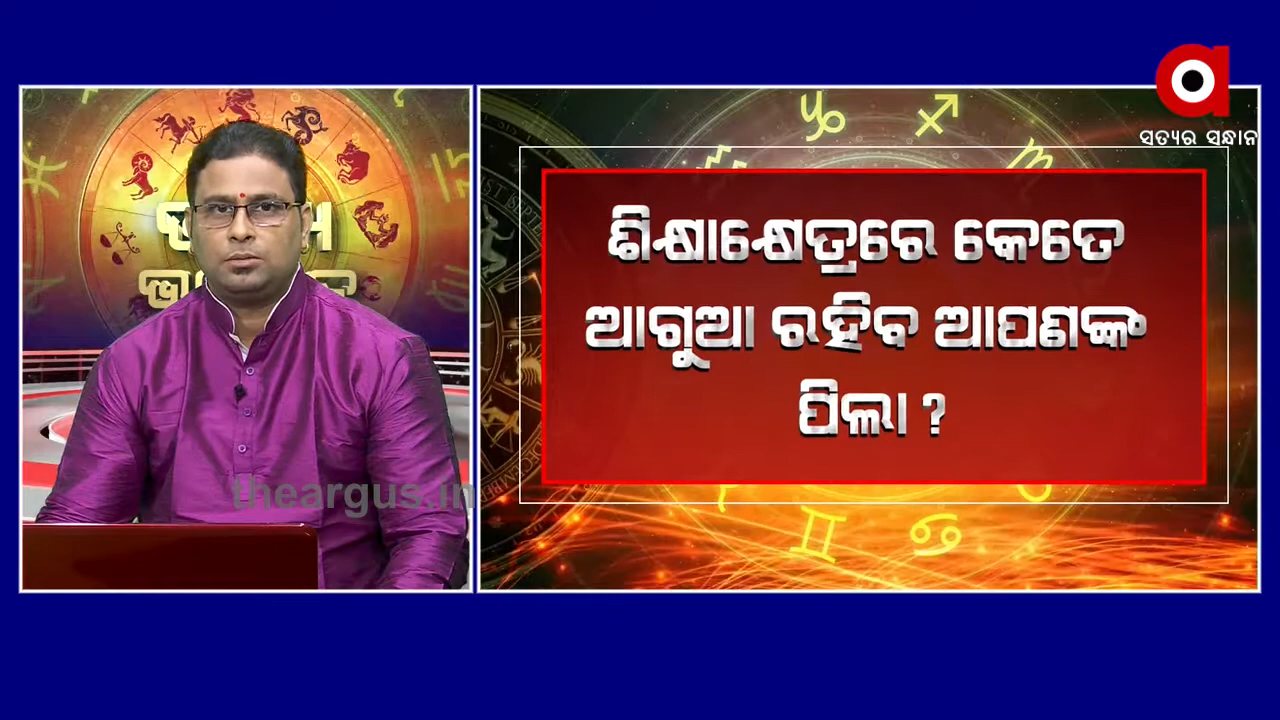 ସତ୍ୟର ସନ୍ଧାନ
ଶିକ୍ଷାକ୍ଷେତ୍ରରେ କେତେ
ଆଗୁଆ ରହିବ ଆପଣଙ୍କ
ପିଲା ?
theargus.in